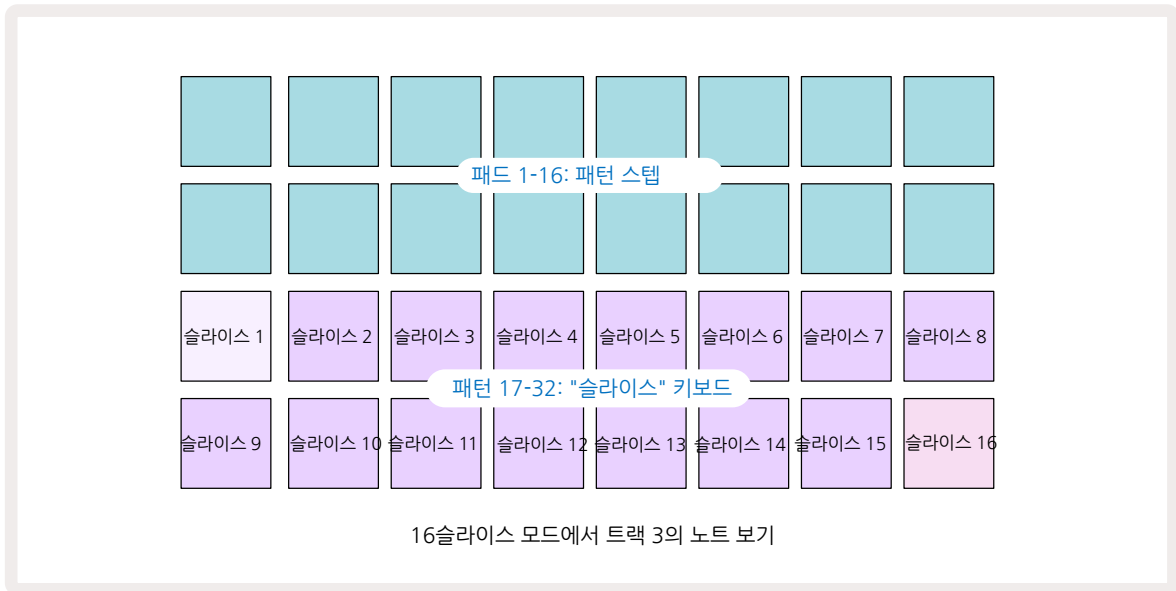 패드 1-16: 패턴 스텝
슬라이스 1
슬라이스 2
슬라이스 3
슬라이스 4
슬라이스 5
슬라이스 6
슬라이스 7
슬라이스 8
패턴 17-32: "슬라이스" 키보드
슬라이스 9
슬라이스 10
슬라이스 11
슬라이스 12
슬라이스 13
슬라이스 14
슬라이스 15
슬라이스 16
16슬라이스 모드에서 트랙 3의 노트 보기